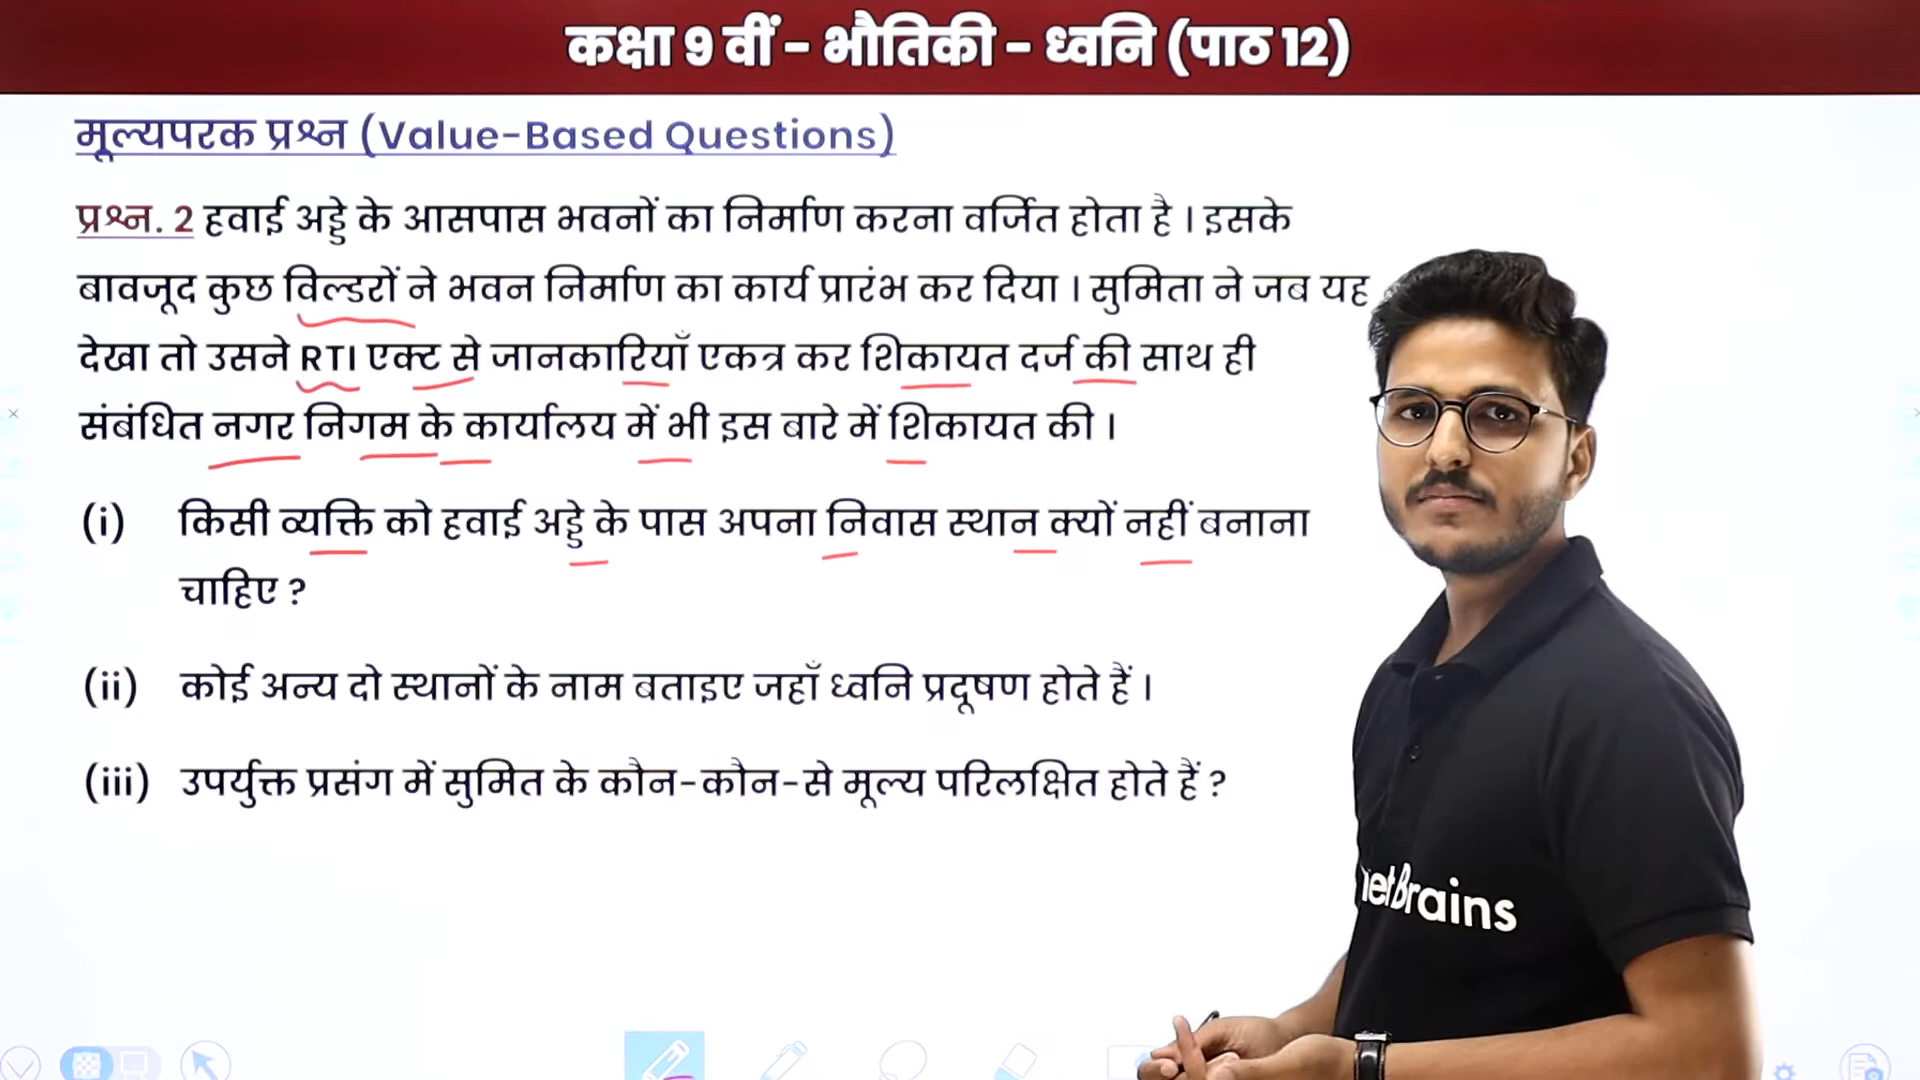 कक्षा 9 वीं - भौतिकी - ध्वनि (पाठ 12)
मूल्यपरक प्रश्न (Value-Based Questions)
प्रश्न. 2 हवाई अड्डे के आसपास भवनों का निर्माण करना वर्जित होता है । इसके
बावजूद कुछ विल्डरों ने भवन निर्माण का कार्य प्रारंभ कर दिया । सुमिता ने जब यह
देखा तो उसने RTI एक्ट से जानकारियाँ एकत्र कर शिकायत दर्ज की साथ ही
संबंधित नगर निगम के कार्यालय में भी इस बारे में शिकायत की ।
(i) किसी व्यक्ति को हवाई अड्डे के पास अपना निवास स्थान क्यों नहीं बनाना
चाहिए ?
(ii) कोई अन्य दो स्थानों के नाम बताइए जहाँ ध्वनि प्रदूषण होते हैं ।
(iii) उपर्युक्त प्रसंग में सुमित के कौन-कौन-से मूल्य परिलक्षित होते हैं ?
netBrains